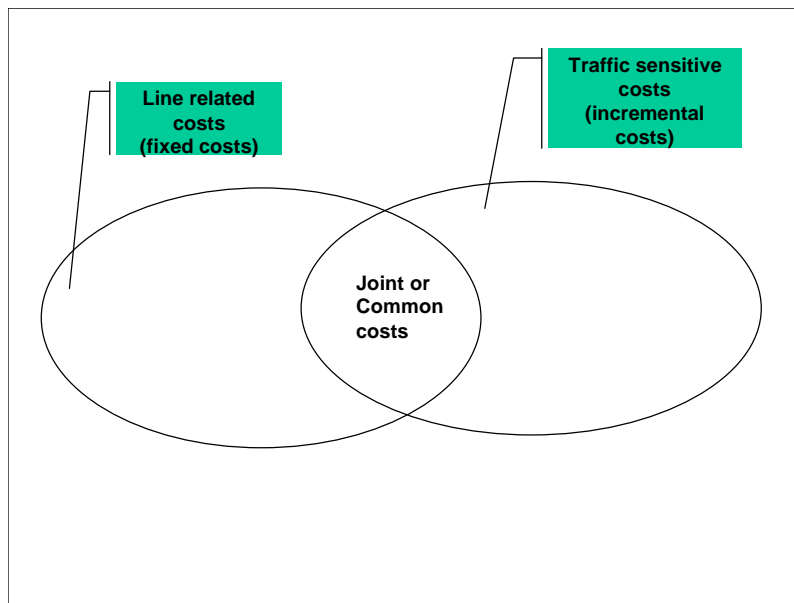 Line related
costs
(fixed costs)
Traffic sensitive
costs
(incremental
costs)
Joint or
Common
costs